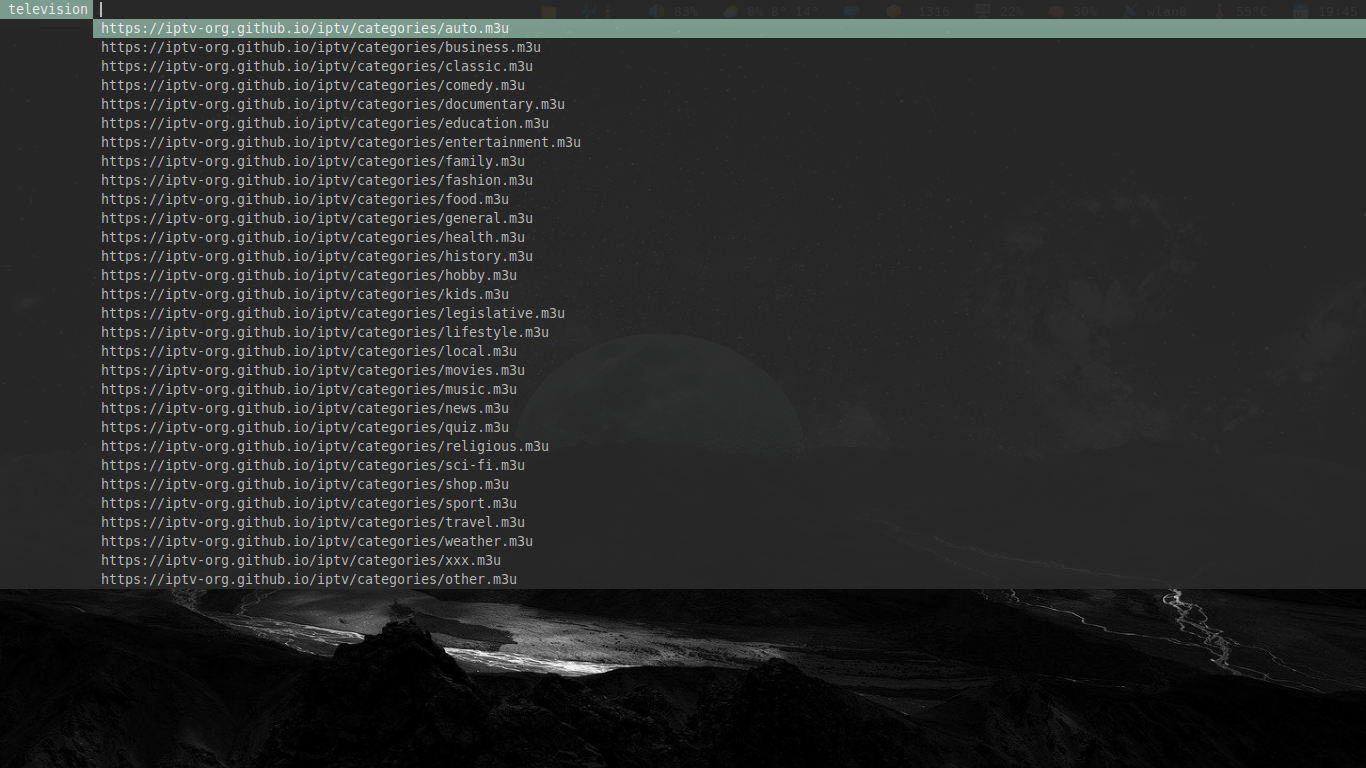 television
83% 0% 8° 14° 1316 22% 30% wlan0 55°C 19:45
https://iptv-org.github.io/iptv/categories/auto.m3u
https://iptv-org.github.io/iptv/categories/business.m3u
https://iptv-org.github.io/iptv/categories/classic.m3u
https://iptv-org.github.io/iptv/categories/comedy.m3u
https://iptv-org.github.io/iptv/categories/documentary.m3u
https://iptv-org.github.io/iptv/categories/education.m3u
https://iptv-org.github.io/iptv/categories/entertainment.m3u
https://iptv-org.github.io/iptv/categories/family.m3u
https://iptv-org.github.io/iptv/categories/fashion.m3u
https://iptv-org.github.io/iptv/categories/food.m3u
https://iptv-org.github.io/iptv/categories/general.m3u
https://iptv-org.github.io/iptv/categories/health.m3u
https://iptv-org.github.io/iptv/categories/history.m3u
https://iptv-org.github.io/iptv/categories/hobby.m3u
https://iptv-org.github.io/iptv/categories/kids.m3u
https://iptv-org.github.io/iptv/categories/legislative.m3u
https://iptv-org.github.io/iptv/categories/lifestyle.m3u
https://iptv-org.github.io/iptv/categories/local.m3u
https://iptv-org.github.io/iptv/categories/movies.m3u
https://iptv-org.github.io/iptv/categories/music.m3u
https://iptv-org.github.io/iptv/categories/news.m3u
https://iptv-org.github.io/iptv/categories/quiz.m3u
https://iptv-org.github.io/iptv/categories/religious.m3u
https://iptv-org.github.io/iptv/categories/sci-fi.m3u
https://iptv-org.github.io/iptv/categories/shop.m3u
https://iptv-org.github.io/iptv/categories/sport.m3u
https://iptv-org.github.io/iptv/categories/travel.m3u
https://iptv-org.github.io/iptv/categories/weather.m3u
https://iptv-org.github.io/iptv/categories/xxx.m3u
https://iptv-org.github.io/iptv/categories/other.m3u